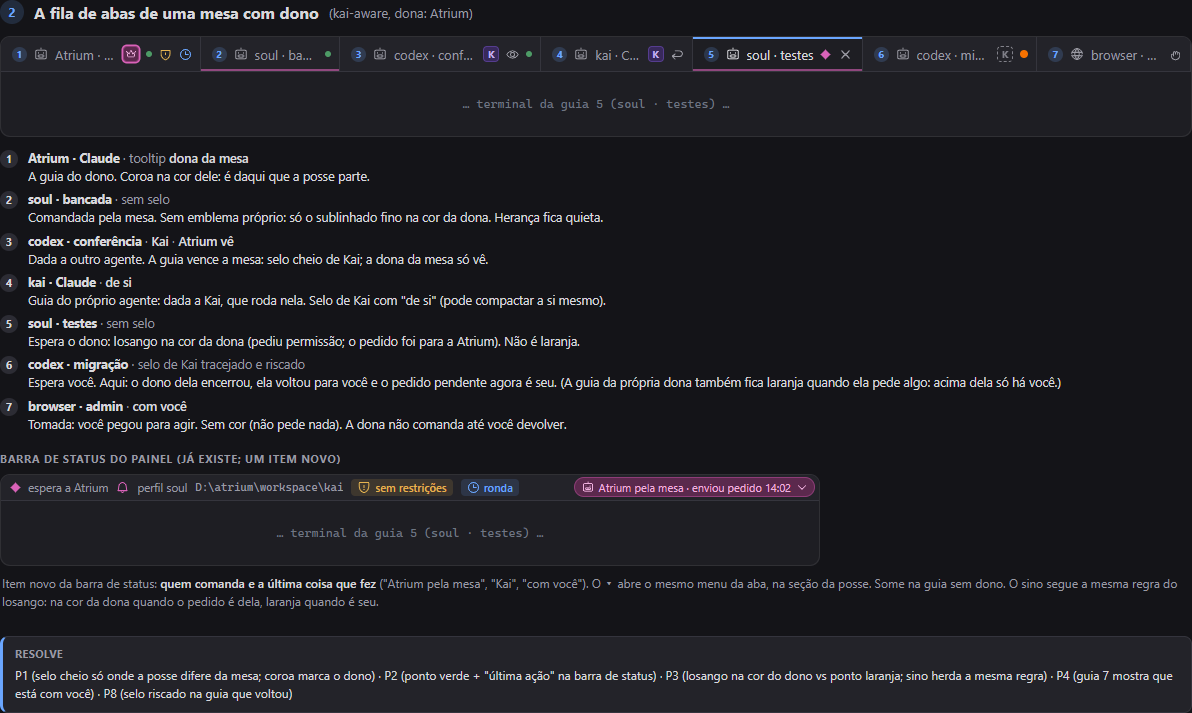 2 A fila de abas de uma mesa com dono (kai-aware, dona: Atrium)
1 Atrium · ... 2 soul · ba... 3 codex · conf... K 4 kai · C... K 5 soul · testes 6 codex · mi... K 7 browser · ...
… terminal da guia 5 (soul · testes) …
1 Atrium · Claude · tooltip dona da mesa
A guia do dono. Coroa na cor dele: é daqui que a posse parte.
2 soul · bancada · sem selo
Comandada pela mesa. Sem emblema próprio: só o sublinhado fino na cor da dona. Herança fica quieta.
3 codex · conferência · Kai · Atrium vê
Dada a outro agente. A guia vence a mesa: selo cheio de Kai; a dona da mesa só vê.
4 kai · Claude · de si
Guia do próprio agente: dada a Kai, que roda nela. Selo de Kai com "de si" (pode compactar a si mesmo).
5 soul · testes · sem selo
Espera o dono: losango na cor da dona (pediu permissão; o pedido foi para a Atrium). Não é laranja.
6 codex · migração · selo de Kai tracejado e riscado
Espera você. Aqui: o dono dela encerrou, ela voltou para você e o pedido pendente agora é seu. (A guia da própria dona também fica laranja quando ela pede algo: acima dela só há você.)
7 browser · admin · com você
Tomada: você pegou para agir. Sem cor (não pede nada). A dona não comanda até você devolver.
BARRA DE STATUS DO PAINEL (JÁ EXISTE; UM ITEM NOVO)
espera a Atrium perfil soul D:\atrium\workspace\kai sem restrições ronda Atrium pela mesa · enviou pedido 14:02
… terminal da guia 5 (soul · testes) …
Item novo da barra de status: quem comanda e a última coisa que fez ("Atrium pela mesa", "Kai", "com você"). O ▾ abre o mesmo menu da aba, na seção da posse. Some na guia sem dono. O sino segue a mesma regra do
losango: na cor da dona quando o pedido é dela, laranja quando é seu.
RESOLVE
P1 (selo cheio só onde a posse difere da mesa; coroa marca o dono) · P2 (ponto verde + "última ação" na barra de status) · P3 (losango na cor do dono vs ponto laranja; sino herda a mesma regra) · P4 (guia 7 mostra que
está com você) · P8 (selo riscado na guia que voltou)